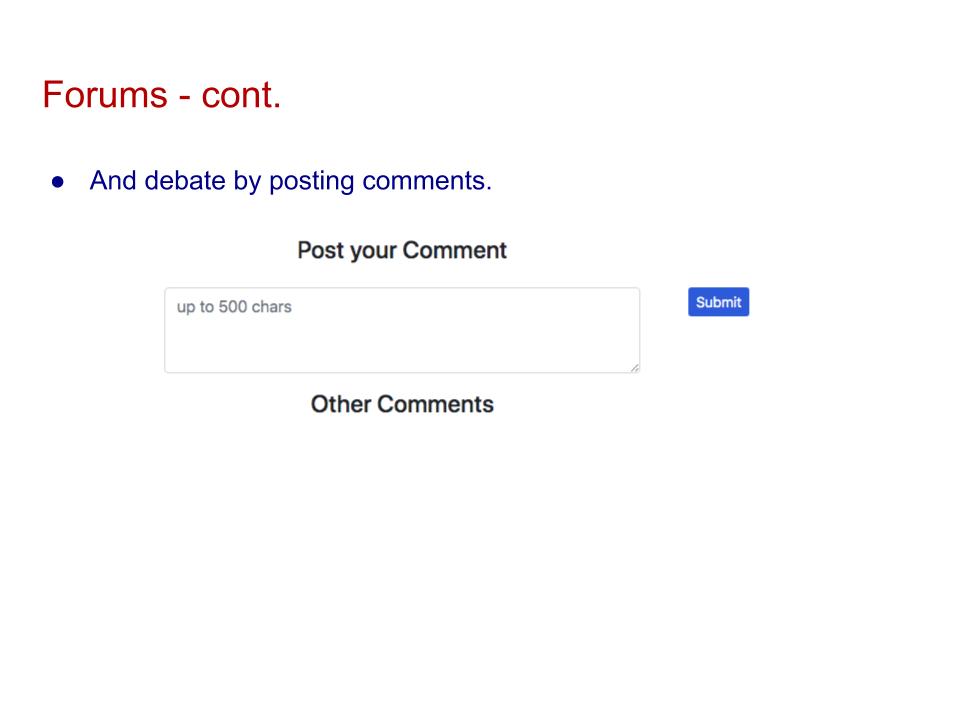 Forums - cont.
● And debate by posting comments.
Post your Comment
up to 500 chars
Submit
Other Comments